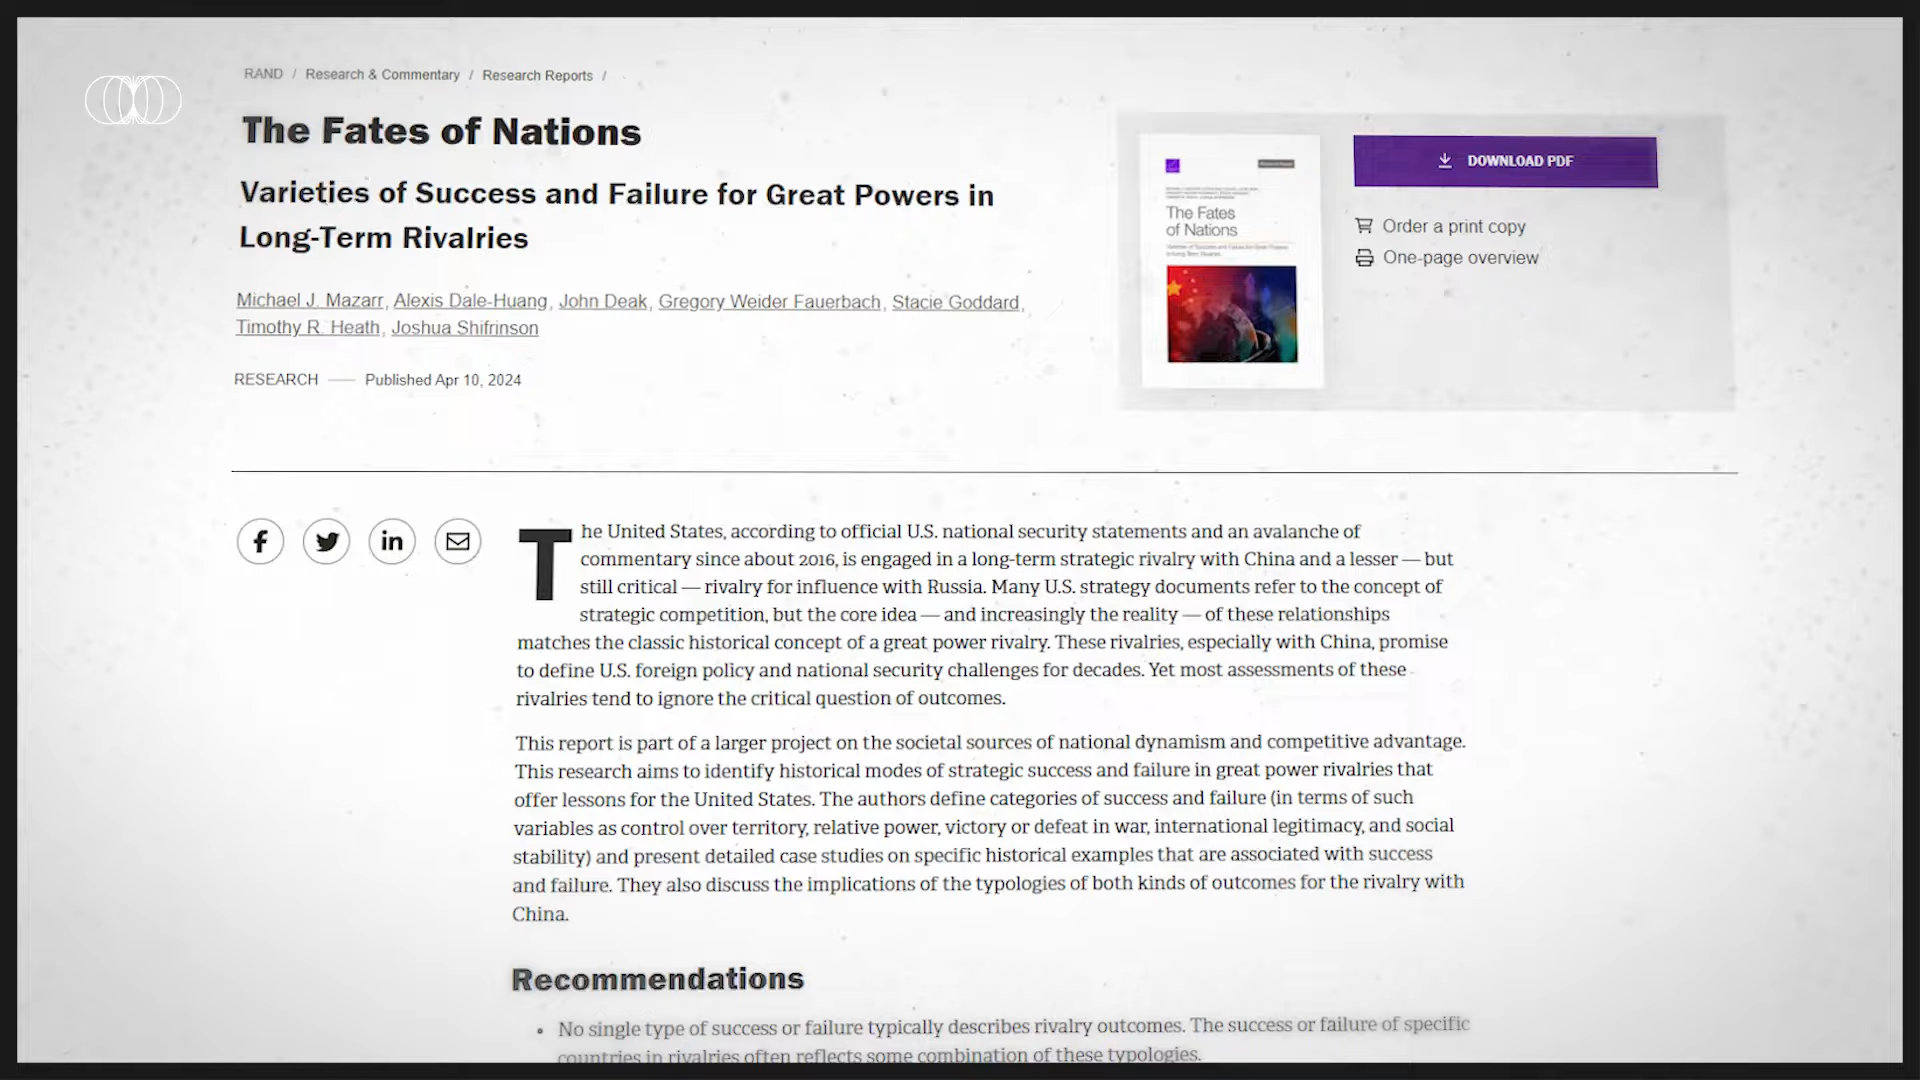 RAND / Research & Commentary / Research Reports /
The Fates of Nations
Varieties of Success and Failure for Great Powers in
Long-Term Rivalries
Michael J. Mazarr, Alexis Dale-Huang, John Deak, Gregory Weider Fauerbach, Stacie Goddard,
Timothy R. Heath, Joshua Shifrinson
RESEARCH — Published Apr 10, 2024
The Fates
of Nations
DOWNLOAD PDF
Order a print copy
One-page overview
The United States, according to official U.S. national security statements and an avalanche of
commentary since about 2016, is engaged in a long-term strategic rivalry with China and a lesser — but
still critical — rivalry for influence with Russia. Many U.S. strategy documents refer to the concept of
strategic competition, but the core idea — and increasingly the reality — of these relationships
matches the classic historical concept of a great power rivalry. These rivalries, especially with China, promise
to define U.S. foreign policy and national security challenges for decades. Yet most assessments of these
rivalries tend to ignore the critical question of outcomes.
This report is part of a larger project on the societal sources of national dynamism and competitive advantage.
This research aims to identify historical modes of strategic success and failure in great power rivalries that
offer lessons for the United States. The authors define categories of success and failure (in terms of such
variables as control over territory, relative power, victory or defeat in war, international legitimacy, and social
stability) and present detailed case studies on specific historical examples that are associated with success
and failure. They also discuss the implications of the typologies of both kinds of outcomes for the rivalry with
China.
Recommendations
• No single type of success or failure typically describes rivalry outcomes. The success or failure of specific
countries in rivalries often reflects some combination of these typologies.